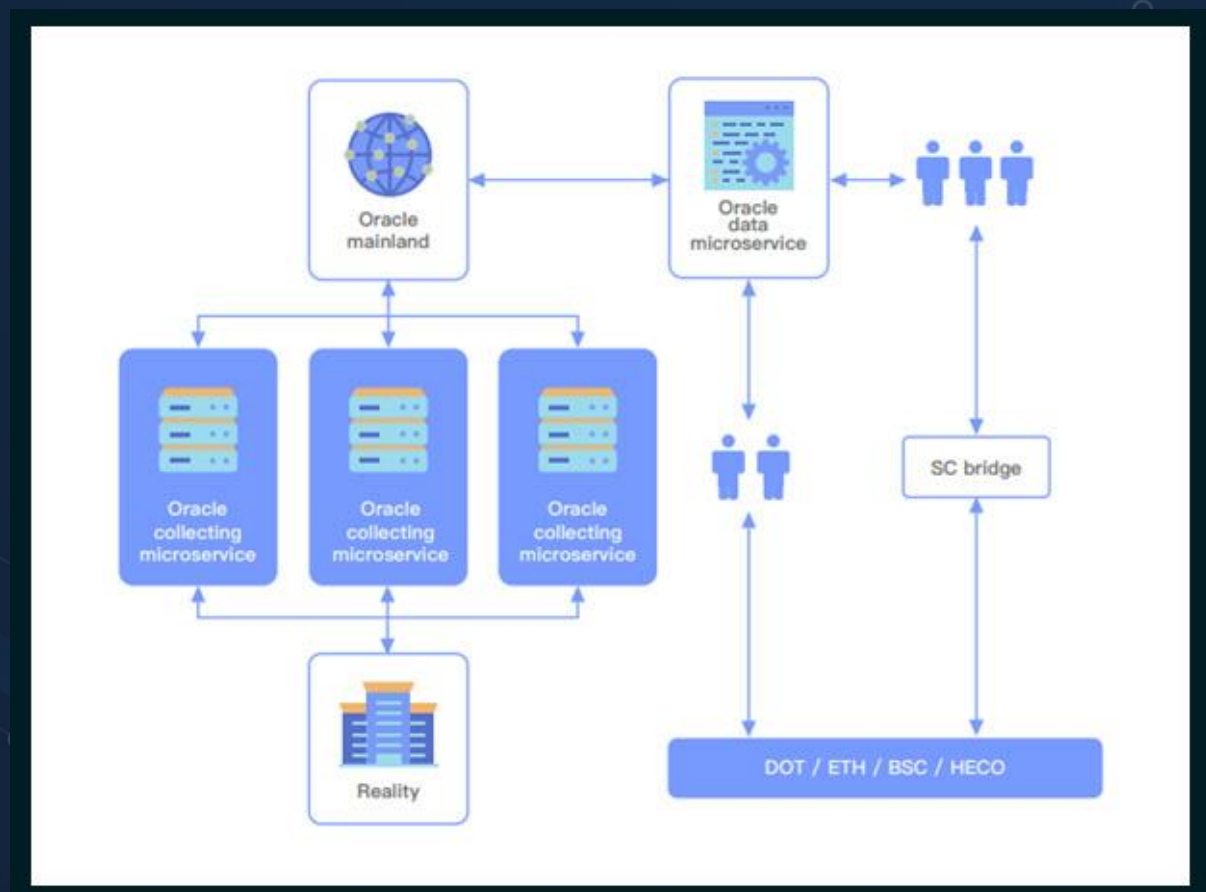 Oracle
mainland
Oracle
data
microservice
Oracle
collecting
microservice
Oracle
collecting
microservice
Oracle
collecting
microservice
SC bridge
Reality
DOT / ETH / BSC / HECO